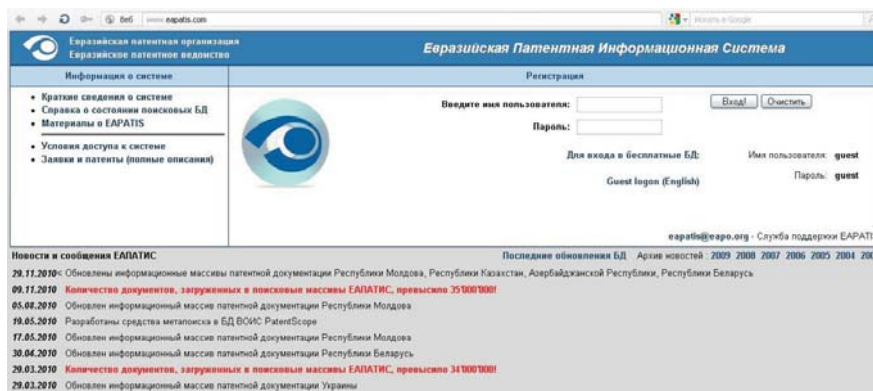 веб www.eapatis.com Искать в Google
Евразийская патентная организация
Евразийское патентное ведомство
Евразийская Патентная Информационная Система
Информация о системе
Регистрация
Краткие сведения о системе
Справка о состоянии поисковых БД
Материалы о EAPATIS
Условия доступа к системе
Заявки и патенты (полные описания)
Введите имя пользователя:
Вход! Очистить
Пароль:
Для входа в бесплатные БД: Имя пользователя: guest
Guest logon (English) Пароль: guest
eapatis@eapo.org - Служба поддержки EAPATI
Новости и сообщения ЕАПАТИС Последние обновления БД Архив новостей : 2009 2008 2007 2006 2005 2004 200
29.11.2010< Обновлены информационные массивы патентной документации Республики Молдова, Республики Казахстан, Азербайджанской Республики, Республики Беларусь
09.11.2010 Количество документов, загруженных в поисковые массивы ЕАПАТИС, превысило 35'000'000!
05.08.2010 Обновлен информационный массив патентной документации Республики Молдова
19.05.2010 Разработаны средства метапоиска в БД ВОИС PatentScope
17.05.2010 Обновлен информационный массив патентной документации Республики Молдова
30.04.2010 Обновлен информационный массив патентной документации Республики Беларусь
29.03.2010 Количество документов, загруженных в поисковые массивы ЕАПАТИС, превысило 34'000'000!
29.03.2010 Обновлен информационный массив патентной документации Украины